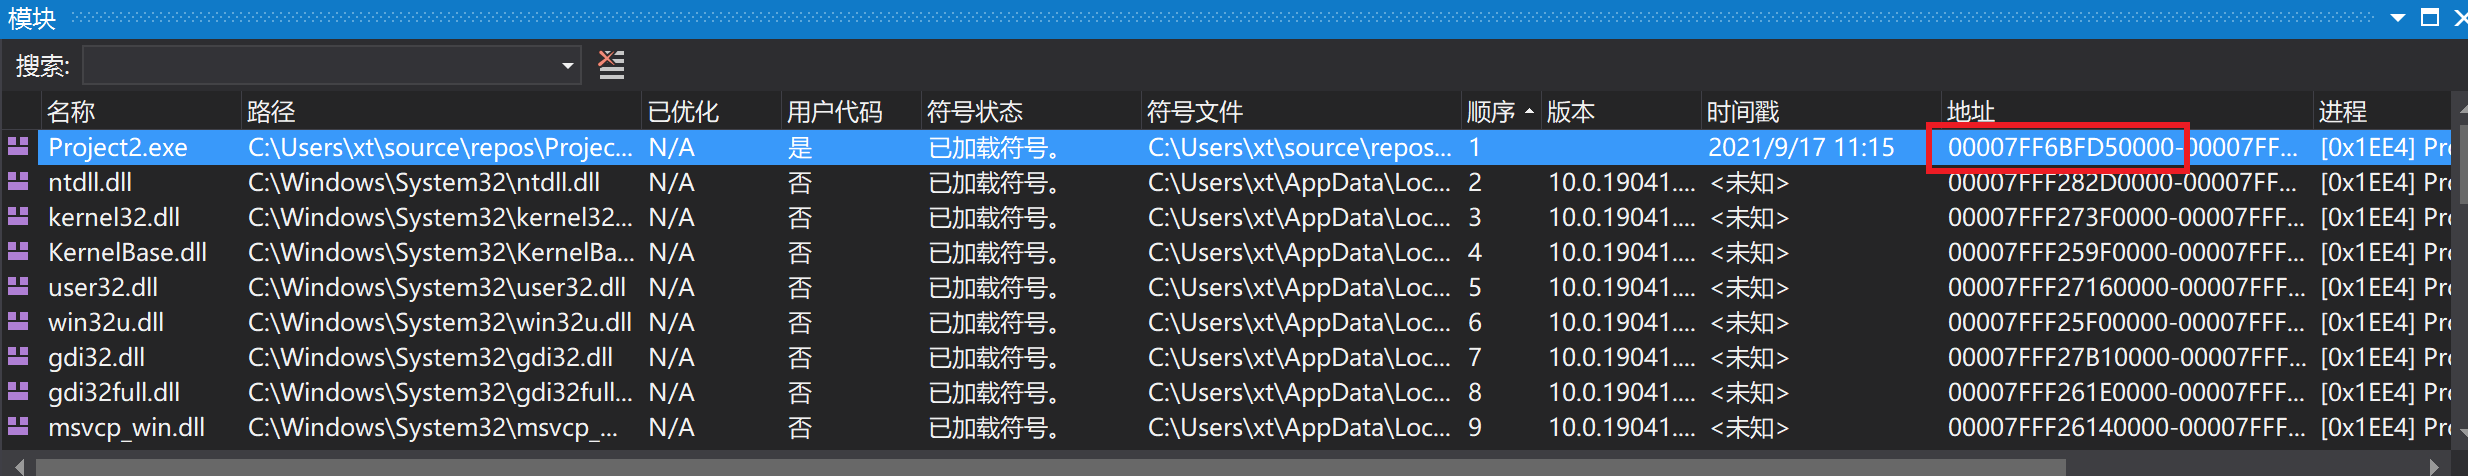 模块
搜索:
名称 路径 已优化 用户代码 符号状态 符号文件 顺序 版本 时间戳 地址 进程
Project2.exe C:\Users\xt\source\repos\Projec... N/A 是 已加载符号。 C:\Users\xt\source\repos... 1 2021/9/17 11:15 00007FF6BFD50000-00007FF... [0x1EE4] Pro
ntdll.dll C:\Windows\System32\ntdll.dll N/A 否 已加载符号。 C:\Users\xt\AppData\Loc... 2 10.0.19041.... <未知> 00007FFF282D0000-00007FF... [0x1EE4] Pro
kernel32.dll C:\Windows\System32\kernel32... N/A 否 已加载符号。 C:\Users\xt\AppData\Loc... 3 10.0.19041.... <未知> 00007FFF273F0000-00007FFF... [0x1EE4] Pro
KernelBase.dll C:\Windows\System32\KernelBa... N/A 否 已加载符号。 C:\Users\xt\AppData\Loc... 4 10.0.19041.... <未知> 00007FFF259F0000-00007FFF... [0x1EE4] Pro
user32.dll C:\Windows\System32\user32.dll N/A 否 已加载符号。 C:\Users\xt\AppData\Loc... 5 10.0.19041.... <未知> 00007FFF27160000-00007FFF... [0x1EE4] Pro
win32u.dll C:\Windows\System32\win32u.dll N/A 否 已加载符号。 C:\Users\xt\AppData\Loc... 6 10.0.19041.... <未知> 00007FFF25F00000-00007FFF... [0x1EE4] Pro
gdi32.dll C:\Windows\System32\gdi32.dll N/A 否 已加载符号。 C:\Users\xt\AppData\Loc... 7 10.0.19041.... <未知> 00007FFF27B10000-00007FFF... [0x1EE4] Pro
gdi32full.dll C:\Windows\System32\gdi32full... N/A 否 已加载符号。 C:\Users\xt\AppData\Loc... 8 10.0.19041.... <未知> 00007FFF261E0000-00007FFF... [0x1EE4] Pro
msvcp_win.dll C:\Windows\System32\msvcp_... N/A 否 已加载符号。 C:\Users\xt\AppData\Loc... 9 10.0.19041.... <未知> 00007FFF26140000-00007FFF... [0x1EE4] Pro